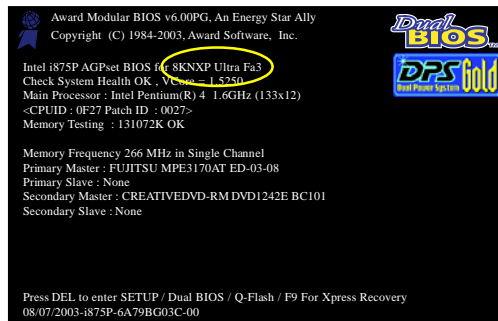 Award Modular BIOS v6.00PG, An Energy Star Ally
Copyright (C) 1984-2003, Award Software, Inc.
Dual
BIOS
Intel i875P AGPset BIOS for 8KNXP Ultra Fa3
Check System Health OK , VCore = 1.5250
DPS Gold
Dual Power System
Main Processor : Intel Pentium(R) 4 1.6GHz (133x12)
<CPUID : 0F27 Patch ID : 0027>
Memory Testing : 131072K OK
Memory Frequency 266 MHz in Single Channel
Primary Master : FUJITSU MPE3170AT ED-03-08
Primary Slave : None
Secondary Master : CREATIVEDVD-RM DVD1242E BC101
Secondary Slave : None
Press DEL to enter SETUP / Dual BIOS / Q-Flash / F9 For Xpress Recovery
08/07/2003-i875P-6A79BG03C-00